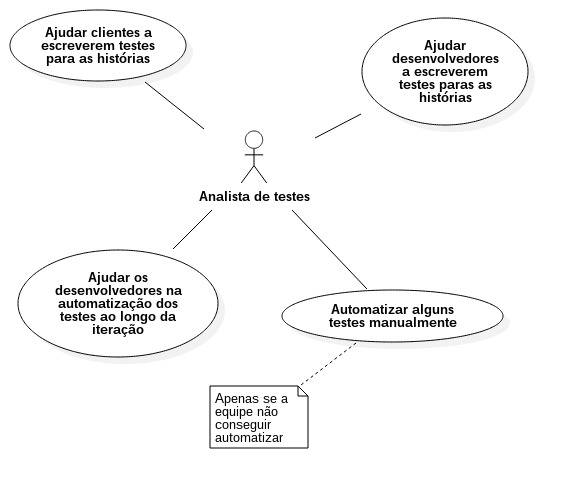 Ajudar clientes a
escreverem testes
para as histórias
Ajudar
desenvolvedores
a escreverem
testes paras as
histórias
Analista de testes
Ajudar os
desenvolvedores na
automatização dos
testes ao longo da
iteração
Automatizar alguns
testes manualmente
Apenas se a
equipe não
conseguir
automatizar